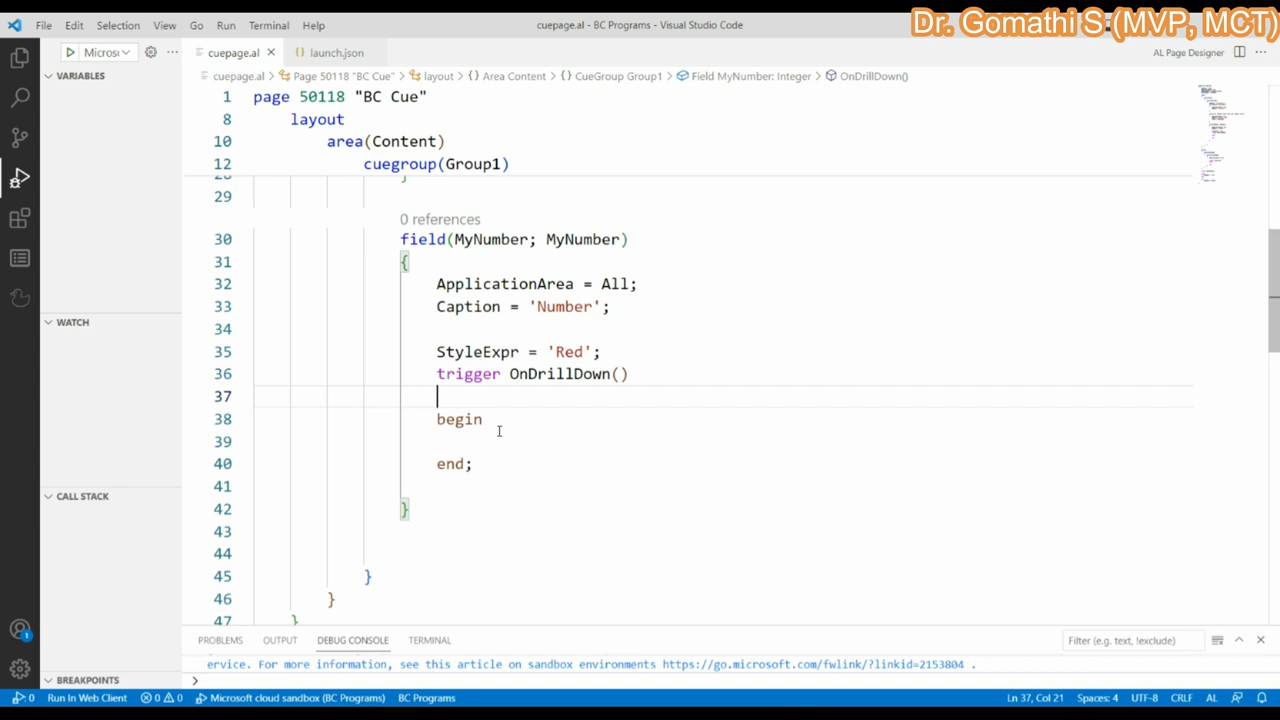 File Edit Selection View Go Run Terminal Help
cuepage.al - BC Programs - Visual Studio Code
Dr. Gomathi S (MVP, MCT)
Micros
cuepage.al
launch.json
AL Page Designer
VARIABLES
cuepage.al > Page 50118 "BC Cue" > layout > Area Content > CueGroup Group1 > Field MyNumber: Integer > OnDrillDown()
1 page 50118 "BC Cue"
8 layout
10 area(Content)
12 cuegroup(Group1)
29
0 references
30 field(MyNumber; MyNumber)
31 {
32 ApplicationArea = All;
33 Caption = 'Number';
34
35 StyleExpr = 'Red';
36 trigger OnDrillDown()
37
38 begin
39
40 end;
41
42 }
43
44
45 }
46 }
47 }
WATCH
CALL STACK
BREAKPOINTS
PROBLEMS OUTPUT DEBUG CONSOLE TERMINAL
Filter (e.g. text, !exclude)
ervice. For more information, see this article on sandbox environments https://go.microsoft.com/fwlink/?linkid=2153804 .
>
1
0 Run In Web Client 0 0 Microsoft cloud sandbox (BC Programs) BC Programs
Ln 37, Col 21 Spaces: 4 UTF-8 CRLF AL